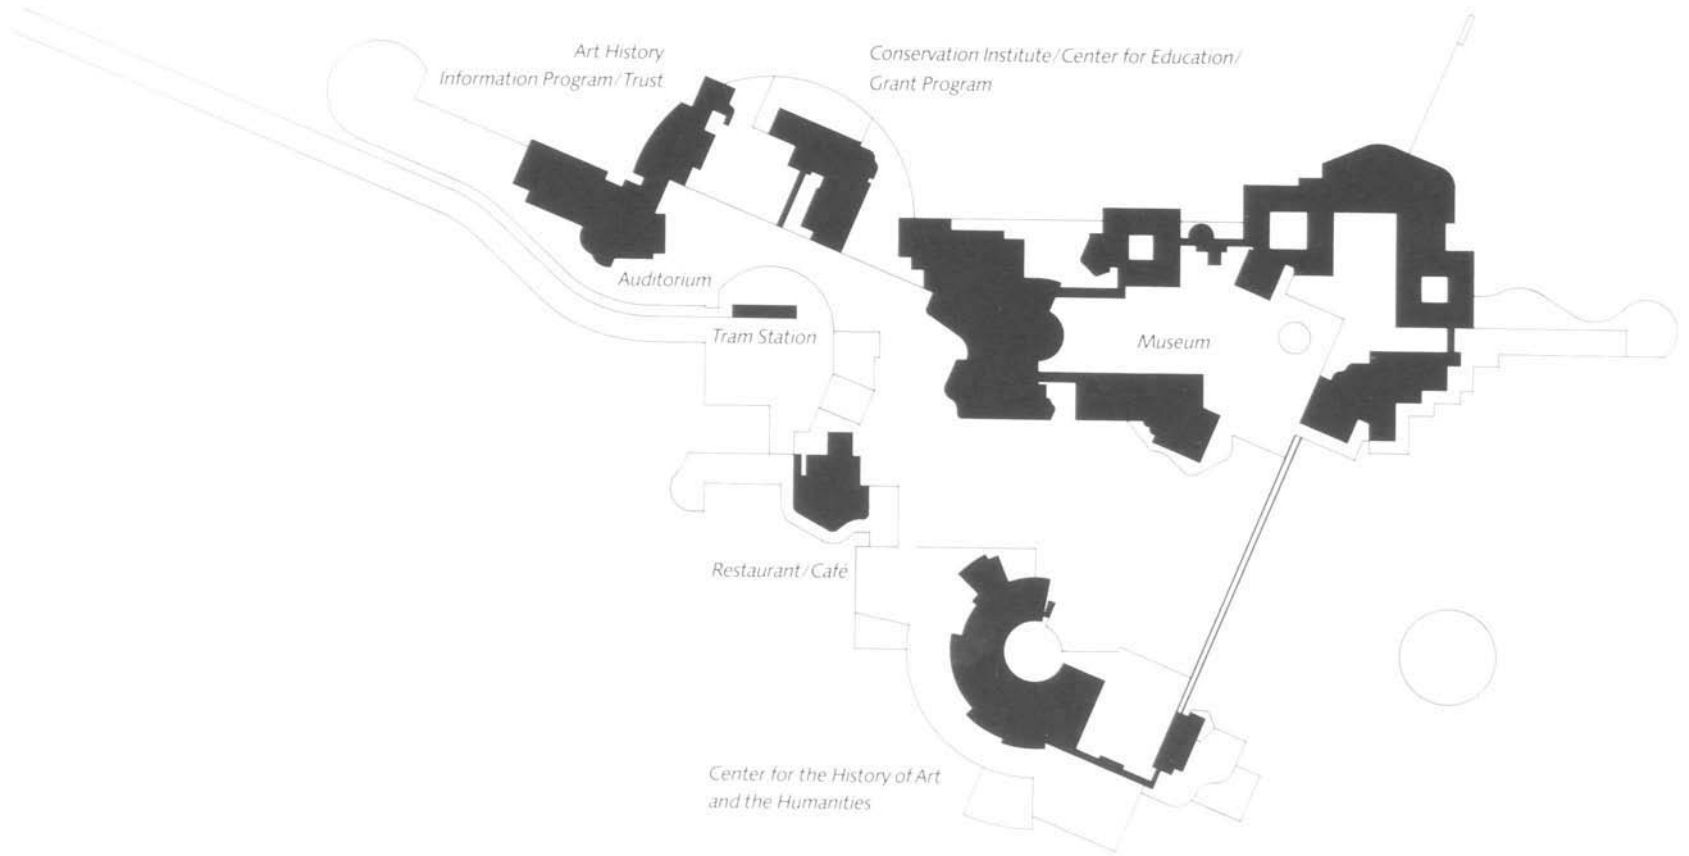 Art History
Information Program/Trust
Conservation Institute/Center for Education/
Grant Program
Auditorium
Tram Station
Museum
Restaurant/Café
Center for the History of Art
and the Humanities